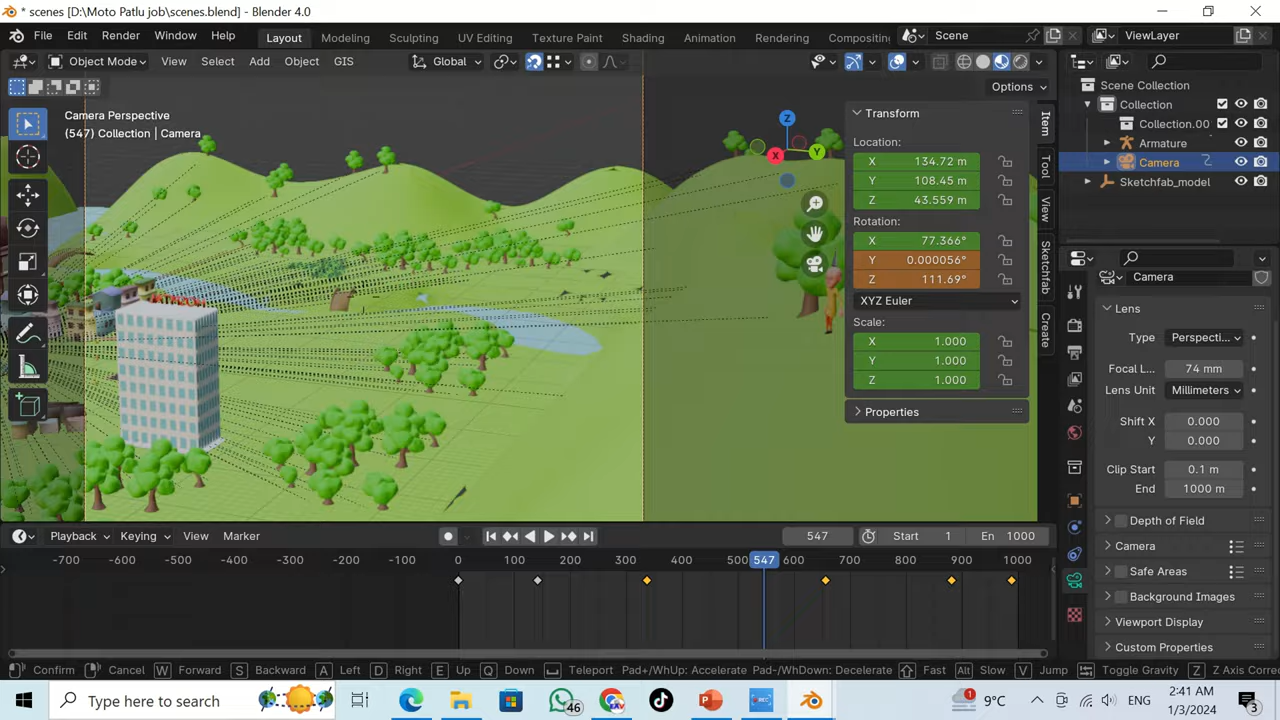 * scenes [D:\Moto Patlu job\scenes.blend] - Blender 4.0
File Edit Render Window Help Layout Modeling Sculpting UV Editing Texture Paint Shading Animation Rendering Compositing Scene ViewLayer
Object Mode View Select Add Object GIS Global
Options
Camera Perspective
(547) Collection | Camera
Z
Y
X
Transform
Location:
X 134.72 m
Y 108.45 m
Z 43.559 m
Rotation:
X 77.366°
Y 0.000056°
Z 111.69°
XYZ Euler
Scale:
X 1.000
Y 1.000
Z 1.000
Properties
Item
Tool
View
Sketchfab
Create
Scene Collection
Collection
Collection.00
Armature
Camera
Sketchfab_model
Camera
Lens
Type Perspecti...
Focal L... 74 mm
Lens Unit Millimeters
Shift X 0.000
Y 0.000
Clip Start 0.1 m
End 1000 m
Depth of Field
Camera
Safe Areas
Background Images
Viewport Display
Custom Properties
Playback Keying View Marker 547 Start 1 En 1000
-700 -600 -500 -400 -300 -200 -100 0 100 200 300 400 500 547 600 700 800 900 1000
Confirm Cancel W Forward S Backward A Left D Right E Up Q Down Teleport Pad+/WhUp: Accelerate Pad-/WhDown: Decelerate Fast Alt Slow V Jump Toggle Gravity Z Z Axis Correc
Type here to search
46
1
9°C
ENG
2:41 AM
1/3/2024
3